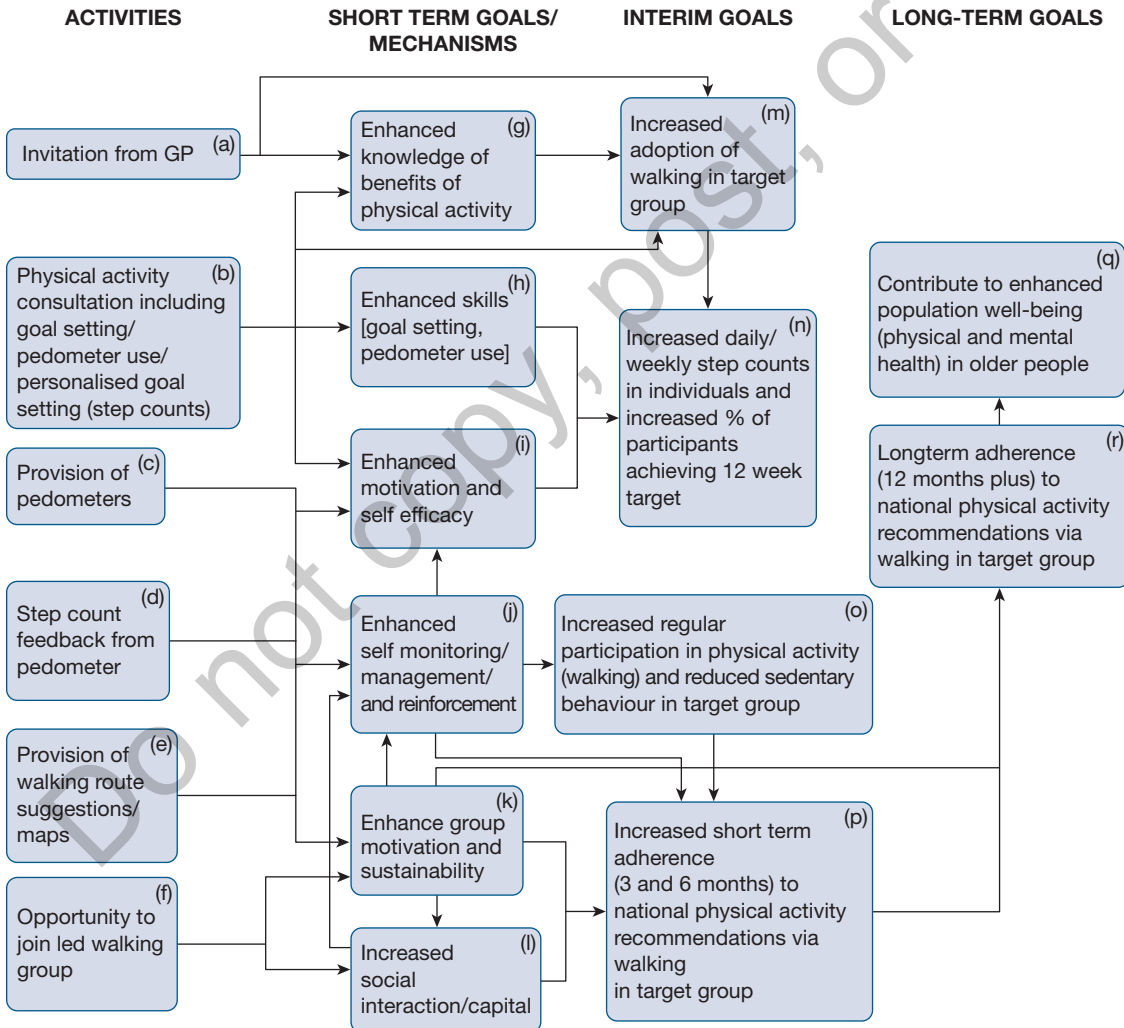 ACTIVITIES
SHORT TERM GOALS/
MECHANISMS
INTERIM GOALS
LONG-TERM GOALS
Invitation from GP
(a)
Physical activity
consultation including
goal setting/
pedometer use/
personalised goal
setting (step counts)
(b)
Provision of
pedometers
(c)
Step count
feedback from
pedometer
(d)
Provision of
walking route
suggestions/
maps
(e)
Opportunity to
join led walking
group
(f)
Enhanced
knowledge of
benefits of
physical activity
(g)
Enhanced skills
[goal setting,
pedometer use]
(h)
Enhanced
motivation and
self efficacy
(i)
Enhanced
self monitoring/
management/
and reinforcement
(j)
Enhance group
motivation and
sustainability
(k)
Increased
social
interaction/capital
(l)
Increased
adoption of
walking in target
group
(m)
Increased daily/
weekly step counts
in individuals and
increased % of
participants
achieving 12 week
target
(n)
Increased regular
participation in physical activity
(walking) and reduced sedentary
behaviour in target group
(o)
Increased short term
adherence
(3 and 6 months) to
national physical activity
recommendations via
walking
in target group
(p)
Contribute to enhanced
population well-being
(physical and mental
health) in older people
(q)
Longterm adherence
(12 months plus) to
national physical activity
recommendations via
walking in target group
(r)
Do not copy, post, or